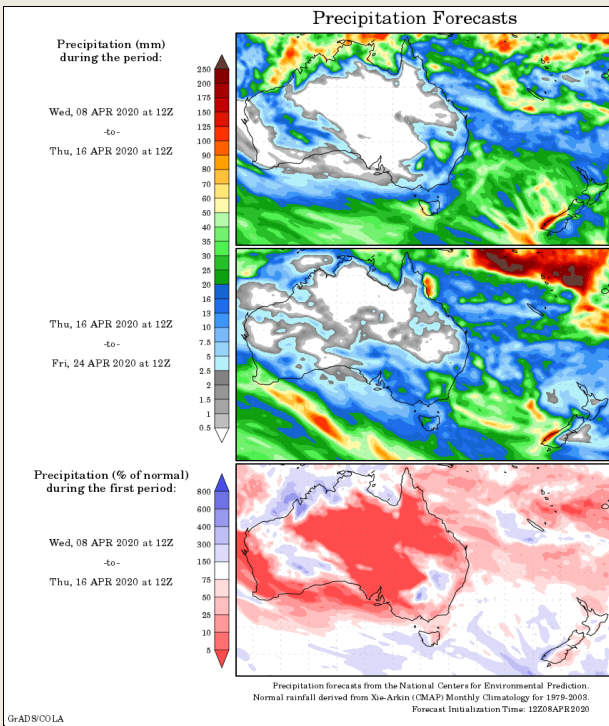 Precipitation Forecasts
Precipitation (mm)
during the period:
Wed, 08 APR 2020 at 12Z
-to-
Thu, 16 APR 2020 at 12Z
250
200
175
150
125
100
90
80
70
60
50
40
35
30
25
20
16
13
10
7.5
5
2.5
2
1.5
1
0.5
Thu, 16 APR 2020 at 12Z
-to-
Fri, 24 APR 2020 at 12Z
Precipitation (% of normal)
during the first period:
Wed, 08 APR 2020 at 12Z
-to-
Thu, 16 APR 2020 at 12Z
800
600
400
300
150
75
50
25
10
5
Precipitation forecasts from the National Centers for Environmental Prediction.
Normal rainfall derived from Xie-Arkin (CMAP) Monthly Climatology for 1979-2003.
Forecast Initialization Time: 12Z08APR2020
GrADS/COLA